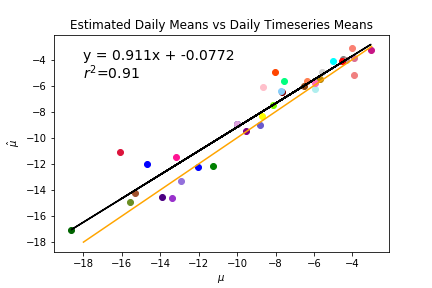 Estimated Daily Means vs Daily Timeseries Means
y = 0.911x + -0.0772
r²=0.91
−4
−6
−8
−10
−12
−14
−16
−18
μ̂
−18 −16 −14 −12 −10 −8 −6 −4
μ